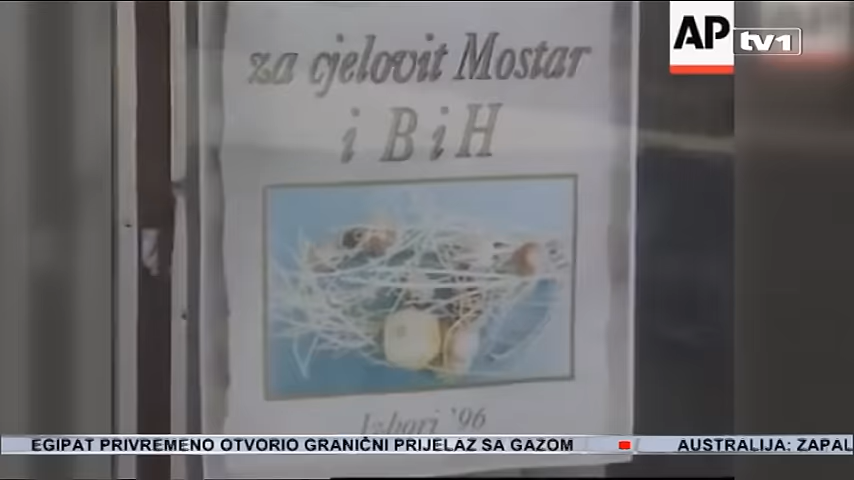 za cjelovit Mostar
i BiH
AP tv1
Izbori '96
EGIPAT PRIVREMENO OTVORIO GRANIČNI PRIJELAZ SA GAZOM
AUSTRALIJA: ZAPAL